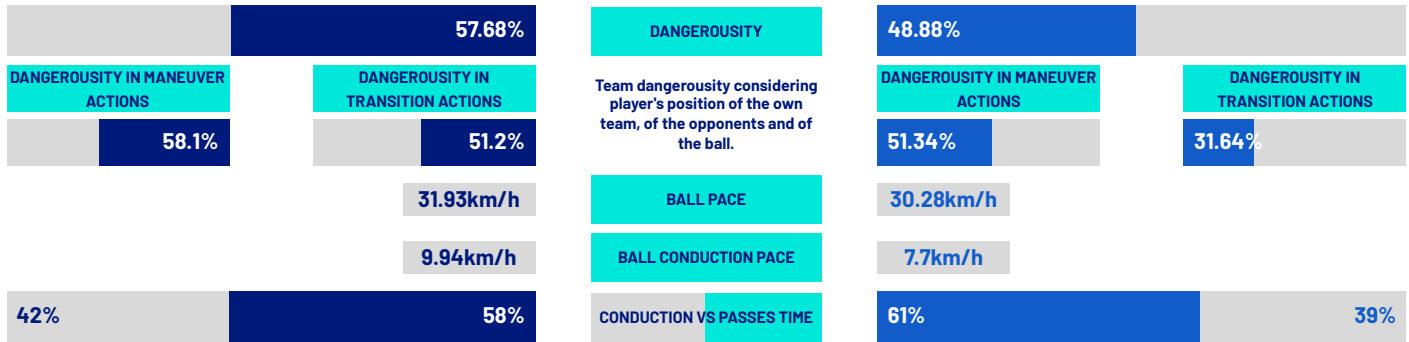 57.68%
DANGEROUSITY
48.88%
DANGEROUSITY IN MANEUVER
ACTIONS
DANGEROUSITY IN
TRANSITION ACTIONS
Team dangerousity considering
player's position of the own
team, of the opponents and of
the ball.
DANGEROUSITY IN MANEUVER
ACTIONS
DANGEROUSITY IN
TRANSITION ACTIONS
58.1%
51.2%
51.34%
31.64%
31.93km/h
BALL PACE
30.28km/h
9.94km/h
BALL CONDUCTION PACE
7.7km/h
42%
58%
CONDUCTION VS PASSES TIME
61%
39%